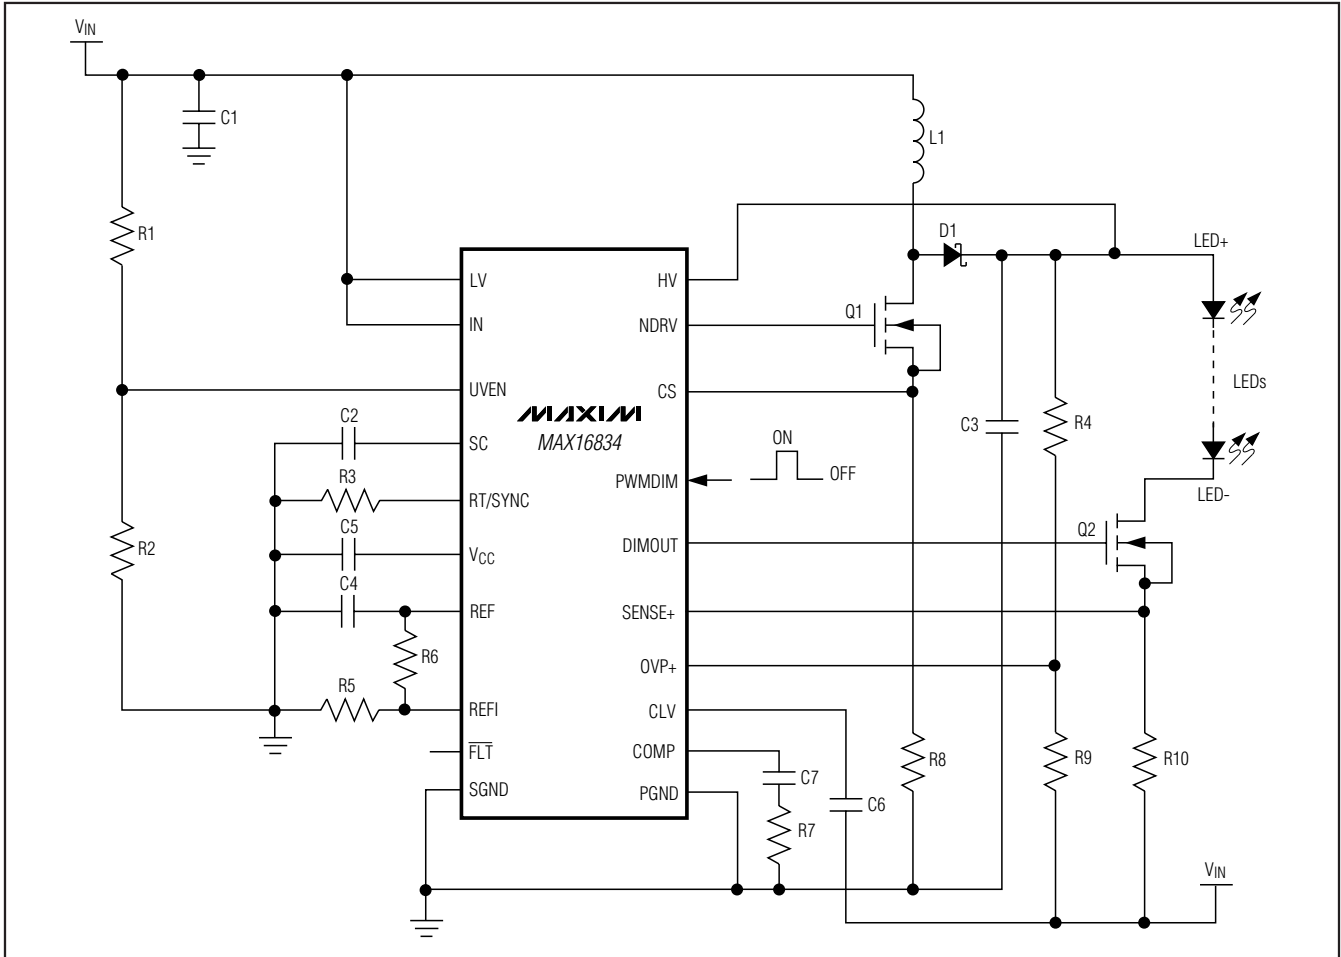 VIN
C1
L1
R1
D1
LED+
LV
HV
Q1
IN
NDRV
LEDs
UVEN
CS
MAXIM
MAX16834
C2
SC
C3
R4
ON
OFF
R3
RT/SYNC
PWMDIM
LED-
C5
Q2
R2
VCC
DIMOUT
C4
REF
SENSE+
R6
OVP+
R5
REFI
CLV
FLT
COMP
R8
R9
R10
C7
SGND
PGND
C6
R7
VIN